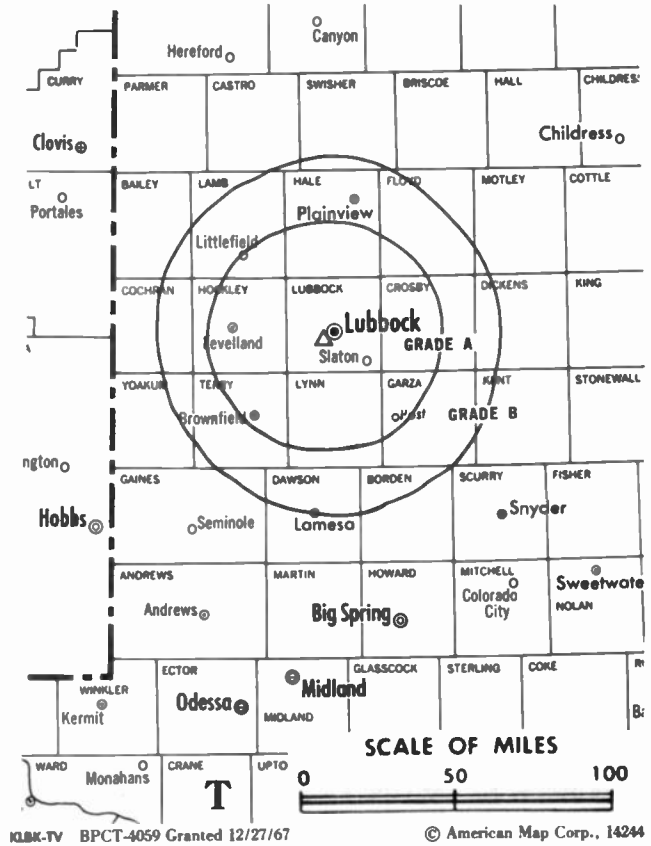 Canyon
Hereford
CURRY PARMER CASTRO SWISHER BRISCOE HALL CHILDRES
Clovis Childress
LT BAILEY LAMB HALE FLOYD MOTLEY COTTLE
Portales Plainview
Littlefield
COCHRAN HOCKLEY LUBBOCK CROSBY DICKENS KING
Levelland Lubbock
GRADE A
Slaton
YOAKUM TERRY LYNN GARZA KENT STONEWALL
Brownfield Post GRADE B
ngton
GAINES DAWSON BORDEN SCURRY FISHER
Hobbs Seminole Lamesa Snyder
ANDREWS MARTIN HOWARD MITCHELL
Sweetwate
Andrews Big Spring Colorado City NOLAN
ECTOR GLASSCOCK STERLING COKE
WINKLER Midland
Kermit Odessa MIDLAND
SCALE OF MILES
WARD Monahans CRANE UPTO
T
0 50 100
KLBK-TV BPCT-4059 Granted 12/27/67 © American Map Corp., 14244